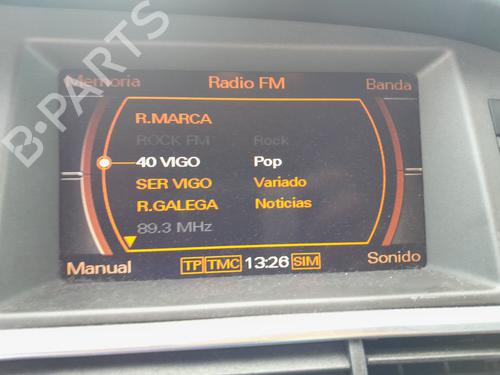 B-PARTS
Memoria Radio FM Banda
R.MARCA
ROCK FM Rock
40 VIGO Pop
SER VIGO Variado
R.GALEGA Noticias
89.3 MHz
Manual TP TMC 13:26 SIM Sonido